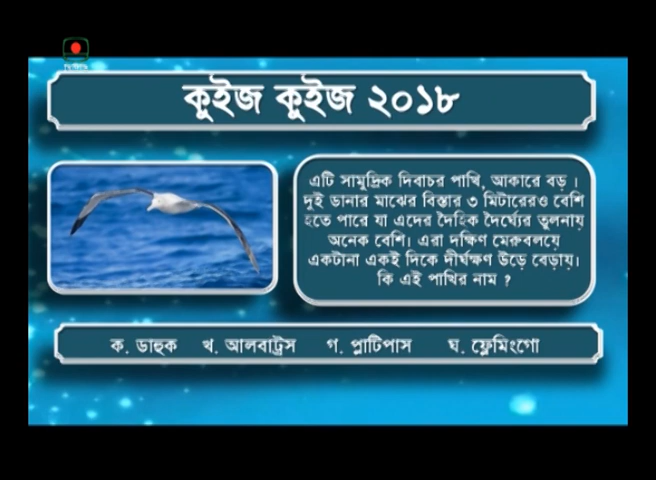 কুইজ কুইজ ২০১৮
এটি সামুদ্রিক দিবাচর পাখি, আকারে বড় ।
দুই ডানার মাঝের বিস্তার ৩ মিটারেরও বেশি
হতে পারে যা এদের দৈহিক দৈর্ঘ্যের তুলনায়
অনেক বেশি। এরা দক্ষিণ মেরুবলয়ে
একটানা একই দিকে দীর্ঘক্ষণ উড়ে বেড়ায়।
কি এই পাখির নাম ?
ক. ডাহুক খ. আলবাট্রস গ. প্লাটিপাস ঘ. ফ্লেমিংগো